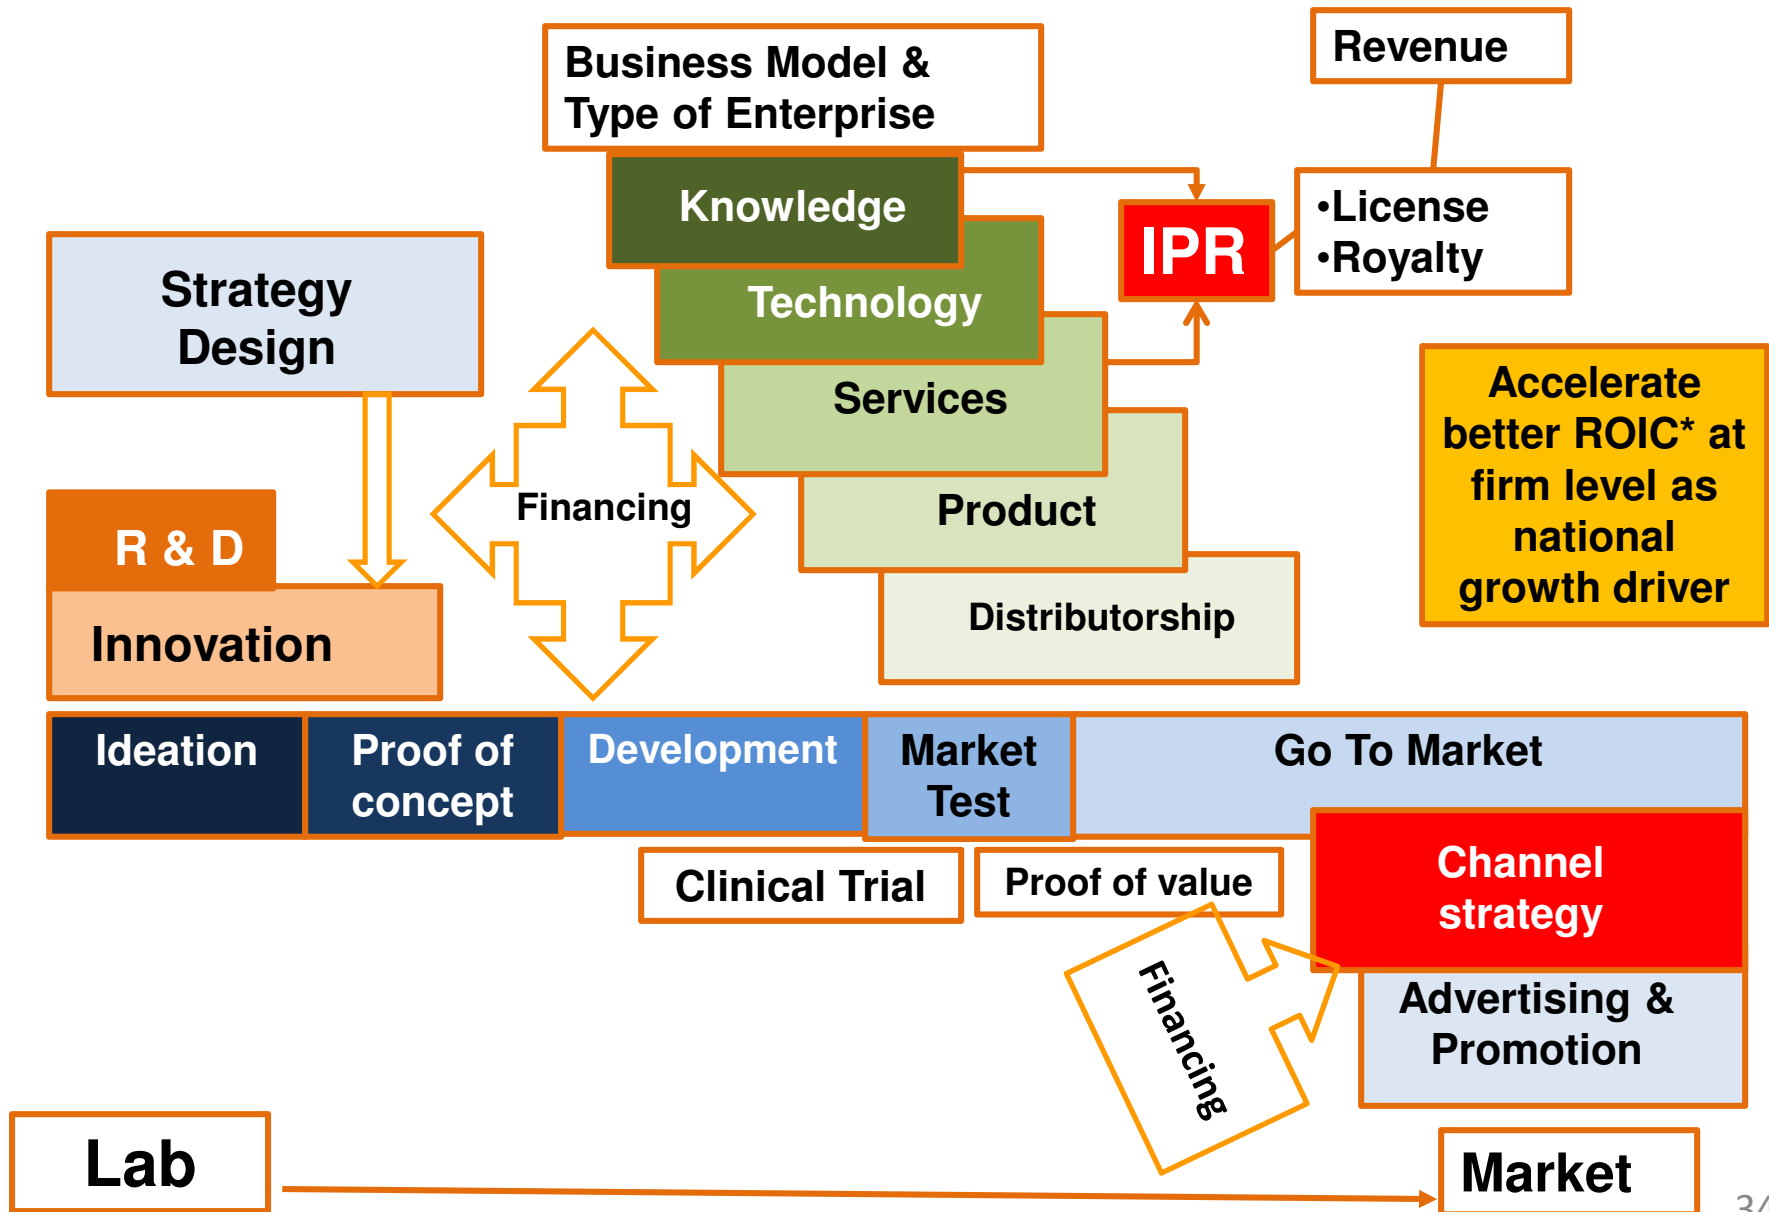 Business Model &
Type of Enterprise
Revenue
Knowledge
•License
•Royalty
IPR
Strategy
Design
Technology
Services
Accelerate
better ROIC* at
firm level as
national
growth driver
Financing
Product
R & D
Innovation
Distributorship
Ideation
Proof of
concept
Development
Market
Test
Go To Market
Clinical Trial
Proof of value
Channel
strategy
Financing
Advertising &
Promotion
Lab
Market
34